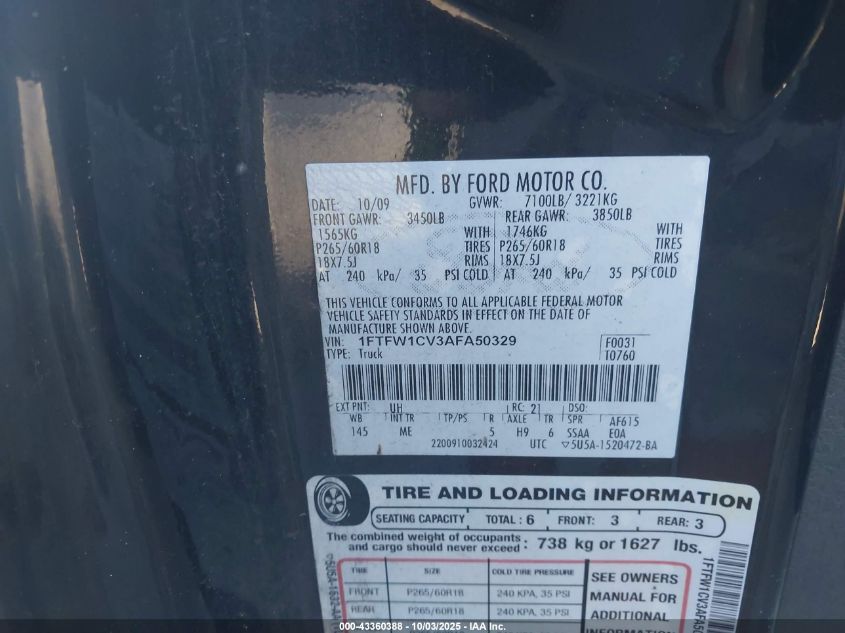 MFD. BY FORD MOTOR CO.
DATE: 10/09 GVWR: 7100LB/ 3221KG
FRONT GAWR: 3450LB REAR GAWR: 3850LB
1565KG WITH 1746KG WITH
P265/60R18 TIRES P265/60R18 TIRES
18X7.5J RIMS 18X7.5J RIMS
AT 240 kPa/ 35 PSI COLD AT 240 kPa/ 35 PSI COLD
THIS VEHICLE CONFORMS TO ALL APPLICABLE FEDERAL MOTOR
VEHICLE SAFETY STANDARDS IN EFFECT ON THE DATE OF
MANUFACTURE SHOWN ABOVE.
VIN: 1FTFW1CV3AFA50329 F0031
TYPE: Truck T0760
EXT PNT: UH RC: 21 DSO:
WB INT TR TP/PS R AXLE TR SPR AF615
145 ME 5 H9 6 SSAA E0A
2200910032424 UTC ▽5U5A-1520472-BA
TIRE AND LOADING INFORMATION
SEATING CAPACITY TOTAL : 6 FRONT: 3 REAR: 3
The combined weight of occupants
and cargo should never exceed : 738 kg or 1627 lbs.
TIRE SIZE COLD TIRE PRESSURE SEE OWNERS
FRONT P265/60R18 240 KPA, 35 PSI MANUAL FOR
REAR P265/60R18 240 KPA, 35 PSI ADDITIONAL
INFORMATION
000-43360388 - 10/03/2025 - IAAI.com